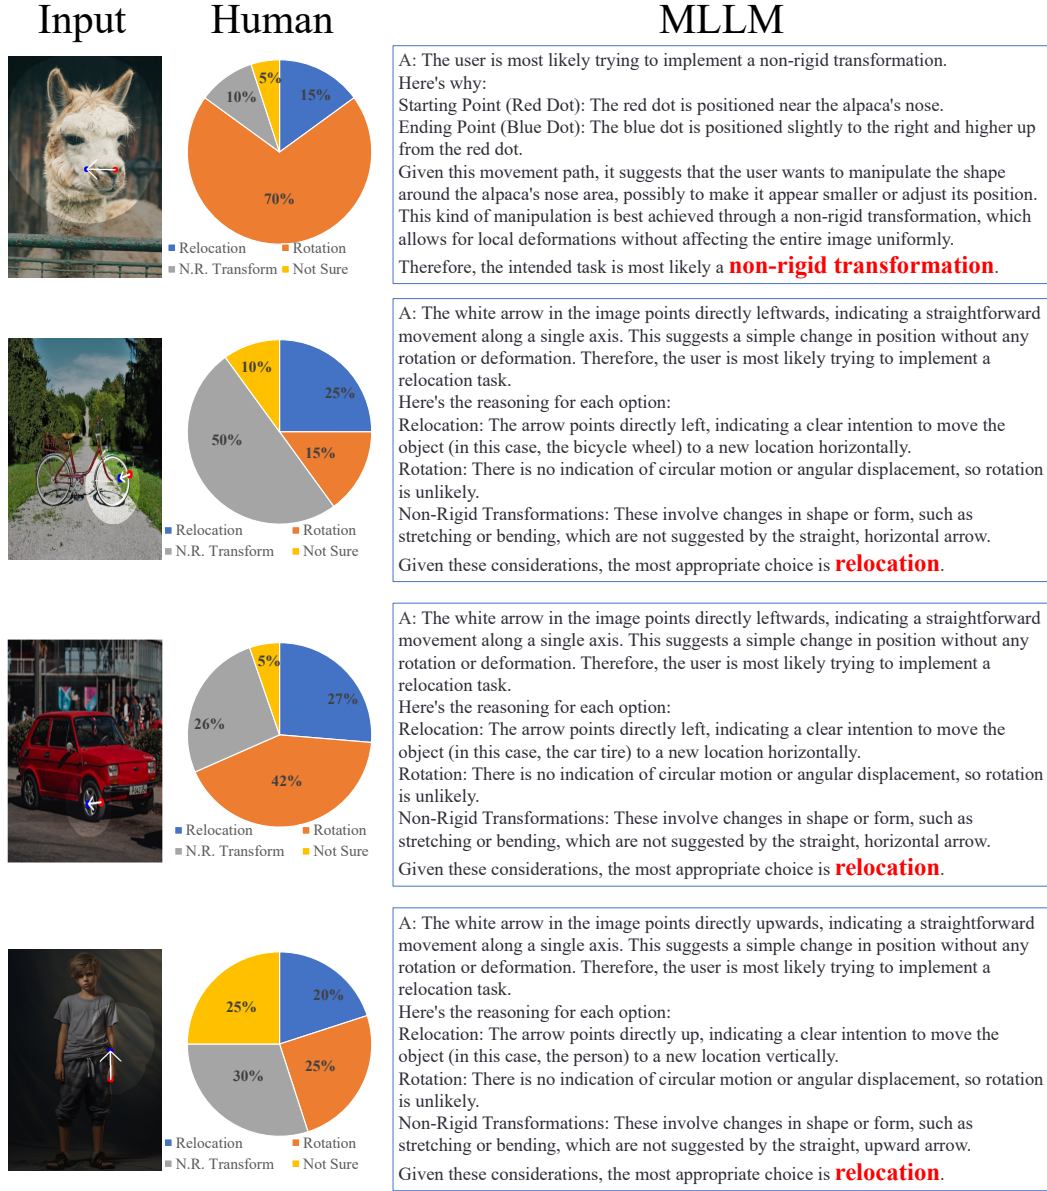 Input Human MLLM
5%
15%
10%
70%
Relocation Rotation
N.R. Transform Not Sure
A: The user is most likely trying to implement a non-rigid transformation.
Here's why:
Starting Point (Red Dot): The red dot is positioned near the alpaca's nose.
Ending Point (Blue Dot): The blue dot is positioned slightly to the right and higher up
from the red dot.
Given this movement path, it suggests that the user wants to manipulate the shape
around the alpaca's nose area, possibly to make it appear smaller or adjust its position.
This kind of manipulation is best achieved through a non-rigid transformation, which
allows for local deformations without affecting the entire image uniformly.
Therefore, the intended task is most likely a non-rigid transformation.
10%
25%
50%
15%
Relocation Rotation
N.R. Transform Not Sure
A: The white arrow in the image points directly leftwards, indicating a straightforward
movement along a single axis. This suggests a simple change in position without any
rotation or deformation. Therefore, the user is most likely trying to implement a
relocation task.
Here's the reasoning for each option:
Relocation: The arrow points directly left, indicating a clear intention to move the
object (in this case, the bicycle wheel) to a new location horizontally.
Rotation: There is no indication of circular motion or angular displacement, so rotation
is unlikely.
Non-Rigid Transformations: These involve changes in shape or form, such as
stretching or bending, which are not suggested by the straight, horizontal arrow.
Given these considerations, the most appropriate choice is relocation.
5%
27%
26%
42%
Relocation Rotation
N.R. Transform Not Sure
A: The white arrow in the image points directly leftwards, indicating a straightforward
movement along a single axis. This suggests a simple change in position without any
rotation or deformation. Therefore, the user is most likely trying to implement a
relocation task.
Here's the reasoning for each option:
Relocation: The arrow points directly left, indicating a clear intention to move the
object (in this case, the car tire) to a new location horizontally.
Rotation: There is no indication of circular motion or angular displacement, so rotation
is unlikely.
Non-Rigid Transformations: These involve changes in shape or form, such as
stretching or bending, which are not suggested by the straight, horizontal arrow.
Given these considerations, the most appropriate choice is relocation.
25%
20%
30%
25%
Relocation Rotation
N.R. Transform Not Sure
A: The white arrow in the image points directly upwards, indicating a straightforward
movement along a single axis. This suggests a simple change in position without any
rotation or deformation. Therefore, the user is most likely trying to implement a
relocation task.
Here's the reasoning for each option:
Relocation: The arrow points directly up, indicating a clear intention to move the
object (in this case, the person) to a new location vertically.
Rotation: There is no indication of circular motion or angular displacement, so rotation
is unlikely.
Non-Rigid Transformations: These involve changes in shape or form, such as
stretching or bending, which are not suggested by the straight, upward arrow.
Given these considerations, the most appropriate choice is relocation.